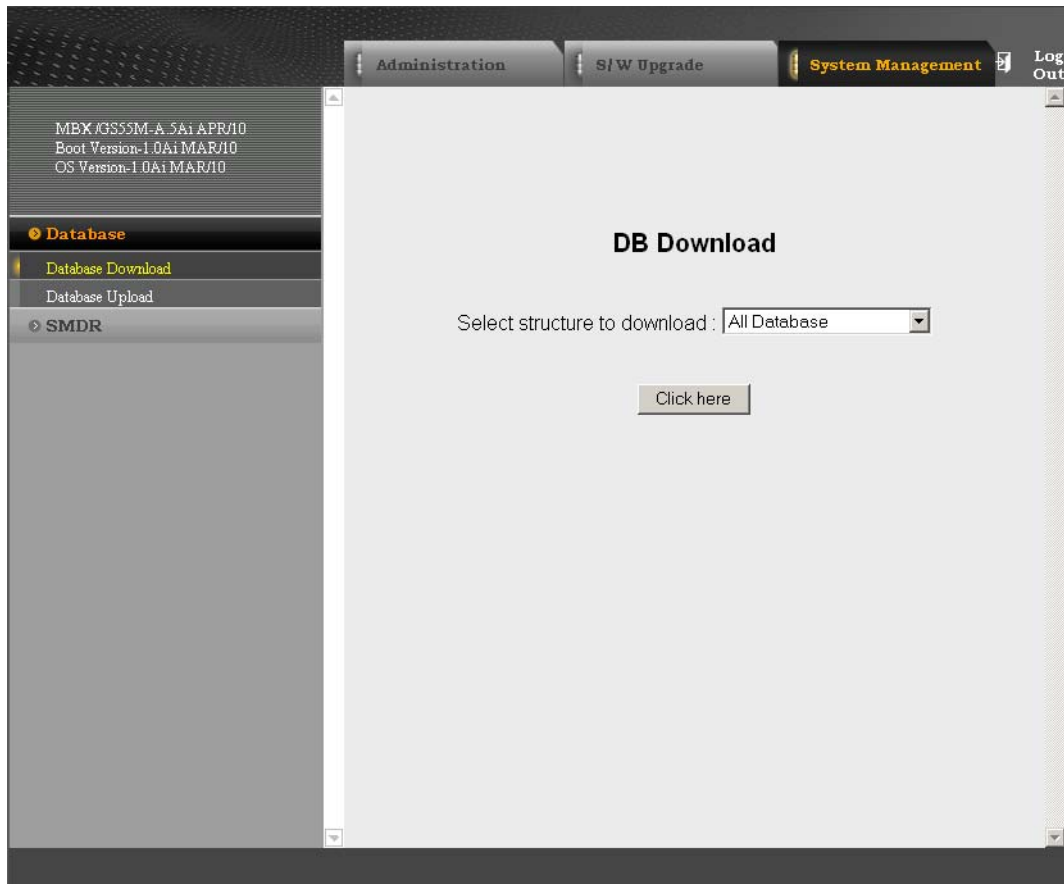 Administration
S/W Upgrade
System Management
Log
Out
MBX /GS55M-A.5Ai APR/10
Boot Version-1.0Ai MAR/10
OS Version-1.0Ai MAR/10
Database
Database Download
Database Upload
SMDR
DB Download
Select structure to download : All Database
Click here